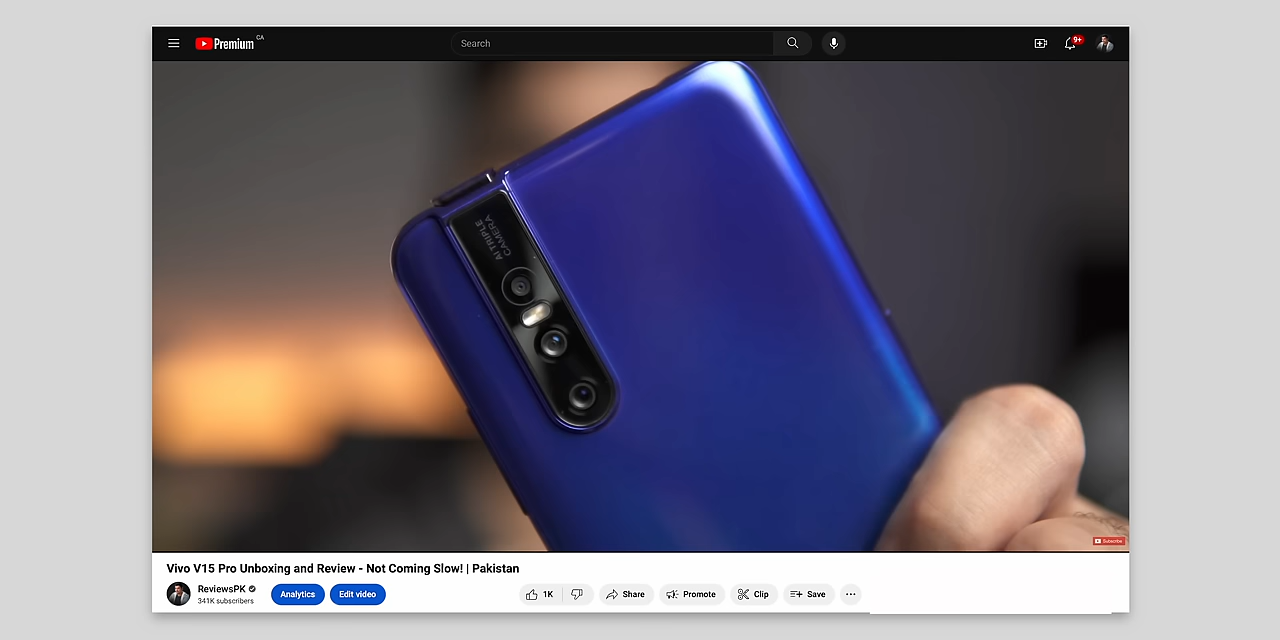 Premium CA
Search
9+
AI TRIPLE
CAMERA
Subscribe
Vivo V15 Pro Unboxing and Review - Not Coming Slow! | Pakistan
ReviewsPK
341K subscribers
Analytics
Edit video
1K
Share
Promote
Clip
Save